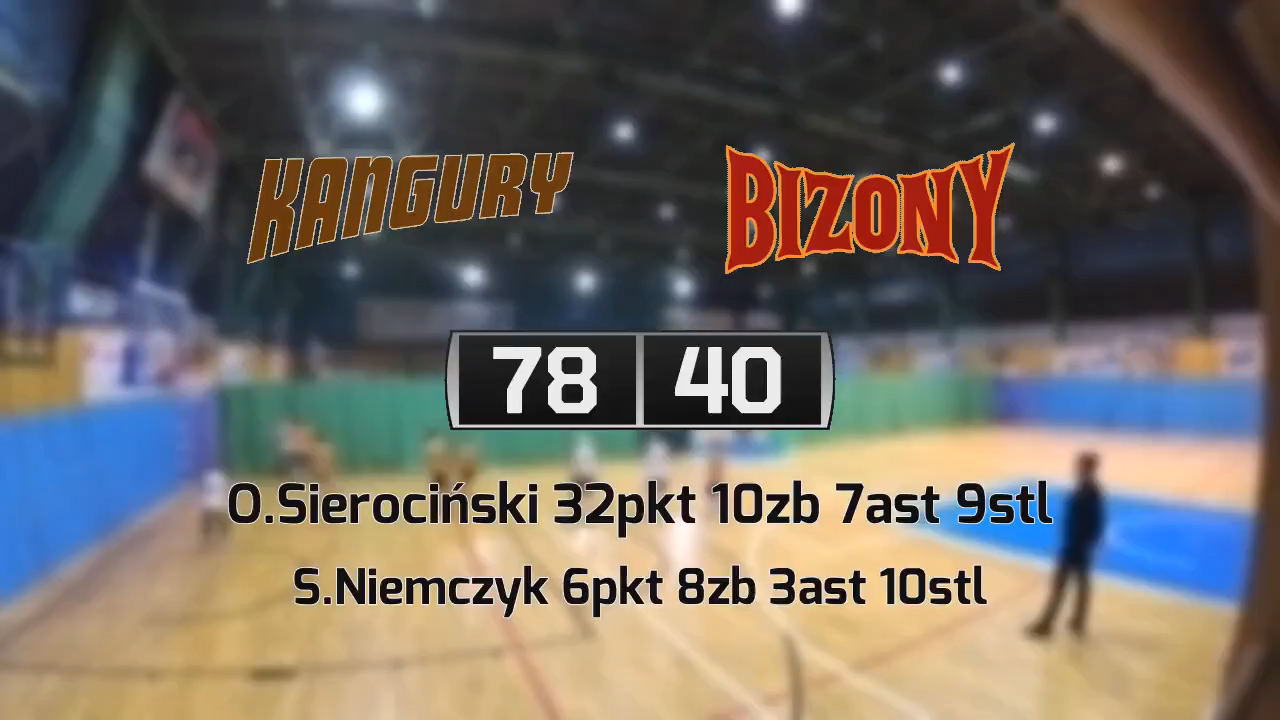 KANGURY BIZONY
78 40
O.Sierociński 32pkt 10zb 7ast 9stl
S.Niemczyk 6pkt 8zb 3ast 10stl